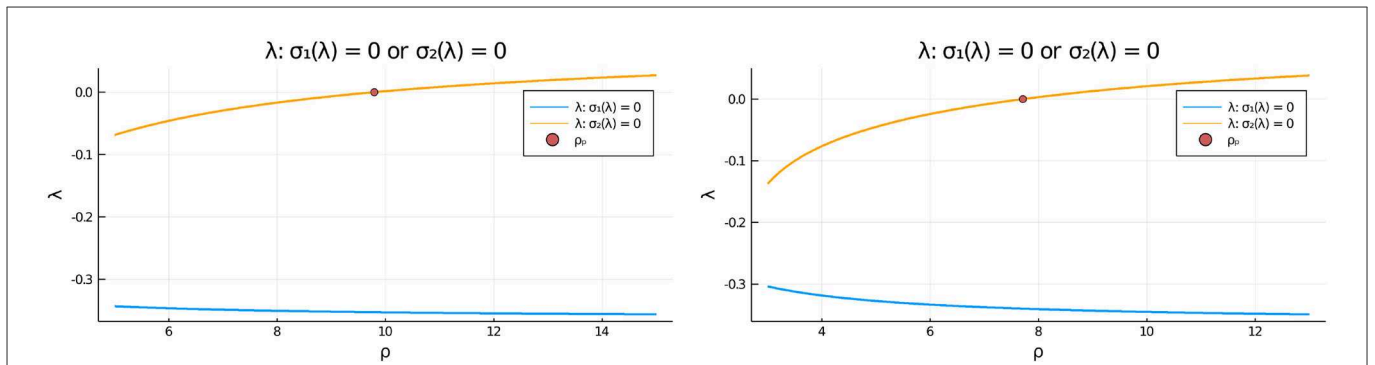 λ: σ₁(λ) = 0 or σ₂(λ) = 0
0.0
-0.1
-0.2
-0.3
λ
6
8
10
12
14
ρ
λ: σ₁(λ) = 0
λ: σ₂(λ) = 0
ρₚ
λ: σ₁(λ) = 0 or σ₂(λ) = 0
0.0
-0.1
-0.2
-0.3
λ
4
6
8
10
12
ρ
λ: σ₁(λ) = 0
λ: σ₂(λ) = 0
ρₚ